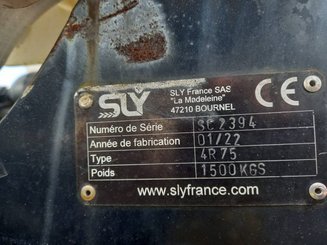 SLY
SLY France SAS
"La Madeleine"
47210 BOURNEL
CE
Numéro de Série SC2394
Année de fabrication 01/22
Type 4R75
Poids 1500KGS
www.slyfrance.com